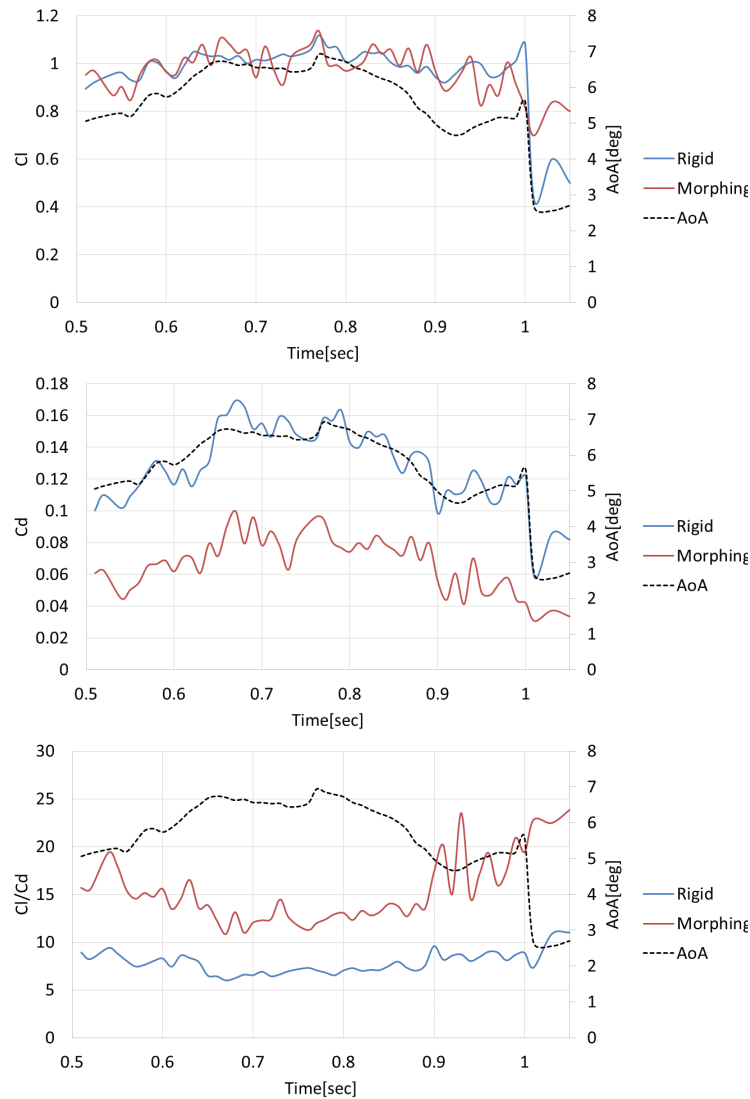 1.2
1
0.8
0.6
0.4
0.2
0
Cl
8
7
6
5
4
3
2
1
0
AoA[deg]
0.5 0.6 0.7 0.8 0.9 1
Time[sec]
Rigid
Morphing
AoA
0.18
0.16
0.14
0.12
0.1
0.08
0.06
0.04
0.02
0
Cd
8
7
6
5
4
3
2
1
0
AoA[deg]
0.5 0.6 0.7 0.8 0.9 1
Time[sec]
Rigid
Morphing
AoA
30
25
20
15
10
5
0
Cl/Cd
8
7
6
5
4
3
2
1
0
AoA[deg]
0.5 0.6 0.7 0.8 0.9 1
Time[sec]
Rigid
Morphing
AoA